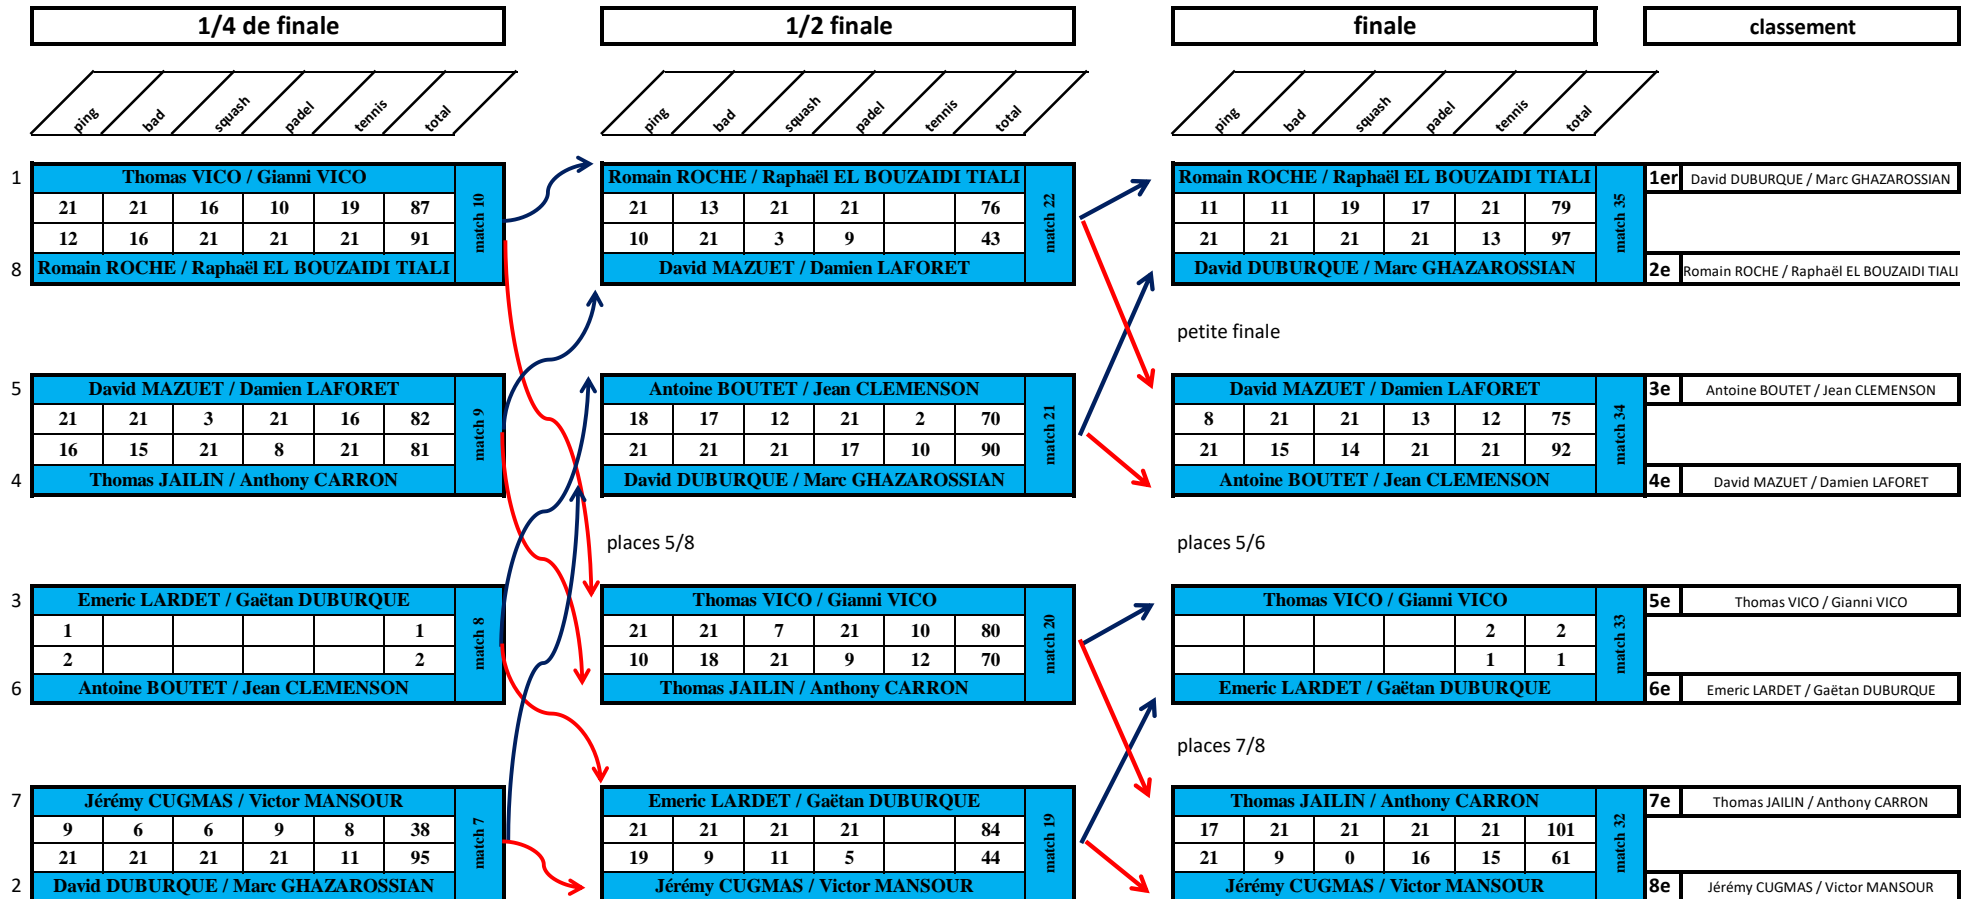 1/4 de finale 1/2 finale finale classement
ping bad squash padel tennis total ping bad squash padel tennis total ping bad squash padel tennis total
1 Thomas VICO / Gianni VICO Romain ROCHE / Raphaël EL BOUZAIDI TIALI Romain ROCHE / Raphaël EL BOUZAIDI TIALI 1er David DUBURQUE / Marc GHAZAROSSIAN
21 21 16 10 19 87 match 10 21 13 21 21 76 match 22 11 11 19 17 21 79 match 35
12 16 21 21 21 91 10 21 3 9 43 21 21 21 21 13 97
8 Romain ROCHE / Raphaël EL BOUZAIDI TIALI David MAZUET / Damien LAFORET David DUBURQUE / Marc GHAZAROSSIAN 2e Romain ROCHE / Raphaël EL BOUZAIDI TIALI
petite finale
5 David MAZUET / Damien LAFORET Antoine BOUTET / Jean CLEMENSON David MAZUET / Damien LAFORET 3e Antoine BOUTET / Jean CLEMENSON
21 21 3 21 16 82 match 9 18 17 12 21 2 70 match 21 8 21 21 13 12 75 match 34
16 15 21 8 21 81 21 21 21 17 10 90 21 15 14 21 21 92
4 Thomas JAILIN / Anthony CARRON David DUBURQUE / Marc GHAZAROSSIAN Antoine BOUTET / Jean CLEMENSON 4e David MAZUET / Damien LAFORET
places 5/8 places 5/6
3 Emeric LARDET / Gaëtan DUBURQUE Thomas VICO / Gianni VICO Thomas VICO / Gianni VICO 5e Thomas VICO / Gianni VICO
1 1 match 8 21 21 7 21 10 80 match 20 2 2 match 33
2 2 10 18 21 9 12 70 1 1
6 Antoine BOUTET / Jean CLEMENSON Thomas JAILIN / Anthony CARRON Emeric LARDET / Gaëtan DUBURQUE 6e Emeric LARDET / Gaëtan DUBURQUE
places 7/8
7 Jérémy CUGMAS / Victor MANSOUR Emeric LARDET / Gaëtan DUBURQUE Thomas JAILIN / Anthony CARRON 7e Thomas JAILIN / Anthony CARRON
9 6 6 9 8 38 match 7 21 21 21 21 84 match 19 17 21 21 21 21 101 match 32
21 21 21 21 11 95 19 9 11 5 44 21 9 0 16 15 61
2 David DUBURQUE / Marc GHAZAROSSIAN Jérémy CUGMAS / Victor MANSOUR Jérémy CUGMAS / Victor MANSOUR 8e Jérémy CUGMAS / Victor MANSOUR